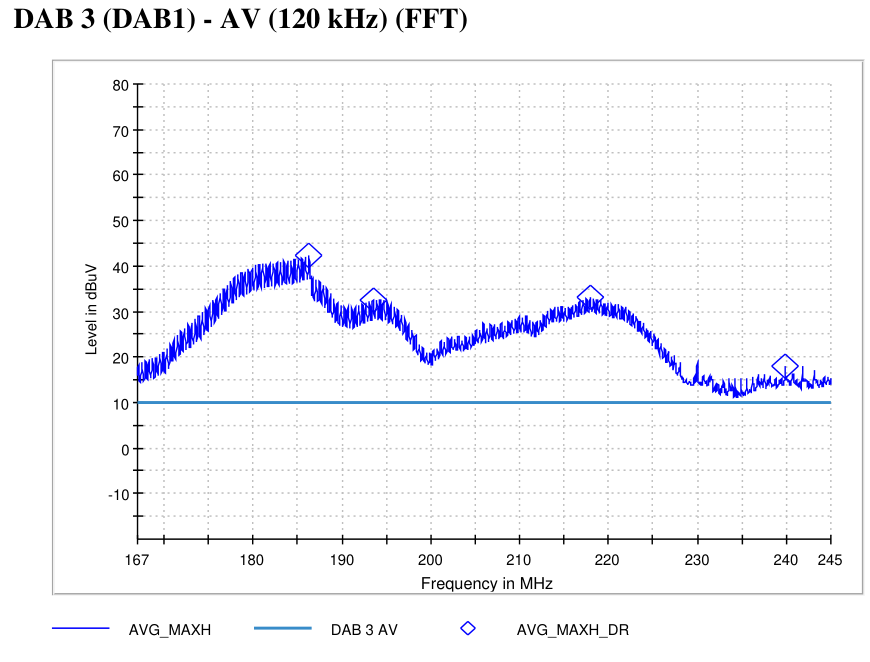 DAB 3 (DAB1) - AV (120 kHz) (FFT)
80
70
60
50
40
30
20
10
0
-10
Level in dBuV
167 180 190 200 210 220 230 240 245
Frequency in MHz
AVG_MAXH DAB 3 AV AVG_MAXH_DR